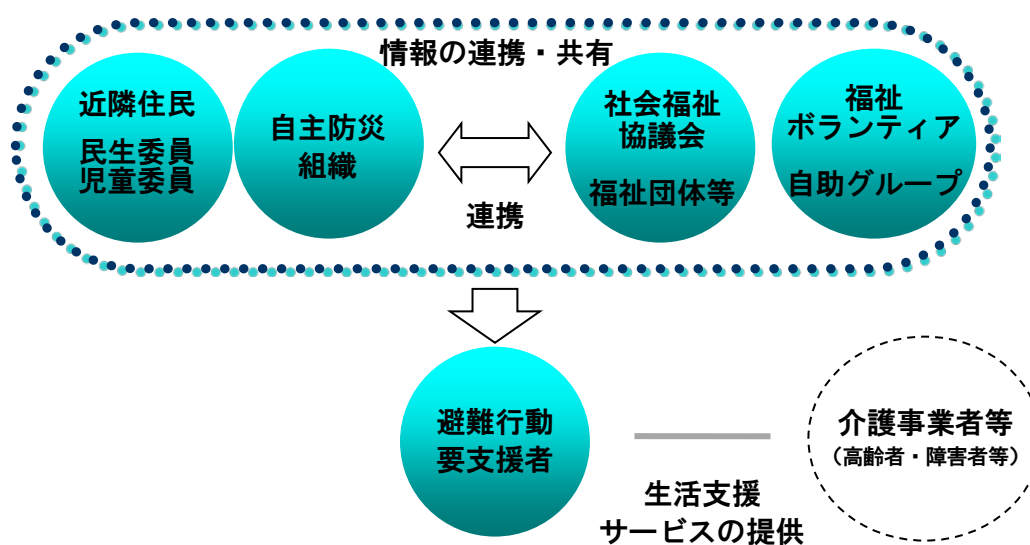 情報の連携・共有
近隣住民
民生委員
児童委員
自主防災
組織
連携
社会福祉
協議会
福祉団体等
福祉
ボランティア
自助グループ
避難行動
要支援者
生活支援
サービスの提供
介護事業者等
（高齢者・障害者等）